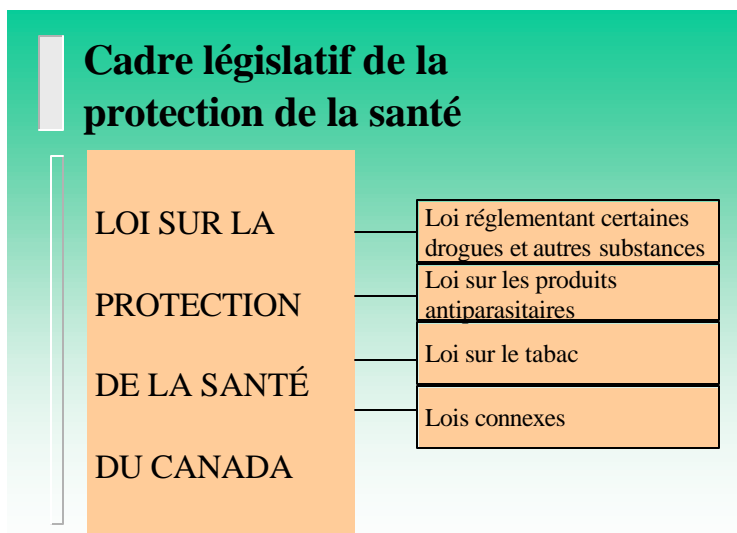 Cadre législatif de la
protection de la santé
LOI SUR LA
PROTECTION
DE LA SANTÉ
DU CANADA
Loi réglementant certaines
drogues et autres substances
Loi sur les produits
antiparasitaires
Loi sur le tabac
Lois connexes